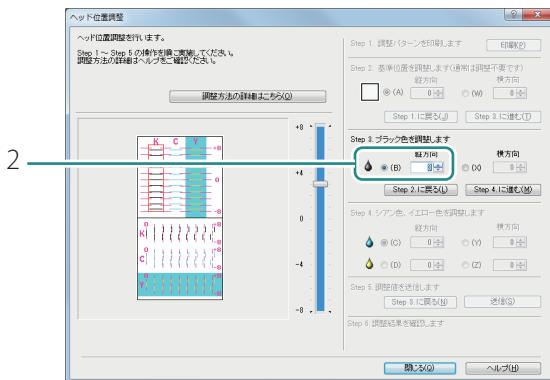 ヘッド位置調整
ヘッド位置調整を行います。
Step 1 ～ Step 5 の操作を順に実施してください。
調整方法の詳細はヘルプをご確認ください。
調整方法の詳細はこちら(O)
K C Y
+8
-8
K
C
Y
+8
+4
0
-4
-8
2
Step 1. 調整パターンを印刷します
印刷(P)
Step 2. 基準位置を調整します(通常は調整不要です)
縦方向 横方向
(A) 0 (W) 0
Step 1.に戻る(J) Step 3.に進む(T)
Step 3. ブラック色を調整します
縦方向 横方向
(B) 3 (X) 0
Step 2.に戻る(L) Step 4.に進む(M)
Step 4. シアン色、イエロー色を調整します
縦方向 横方向
(C) 0 (Y) 0
(D) 0 (Z) 0
Step 5. 調整値を送信します
Step 3.に戻る(N) 送信(S)
Step 6. 調整結果を確認します
閉じる(Q) ヘルプ(H)